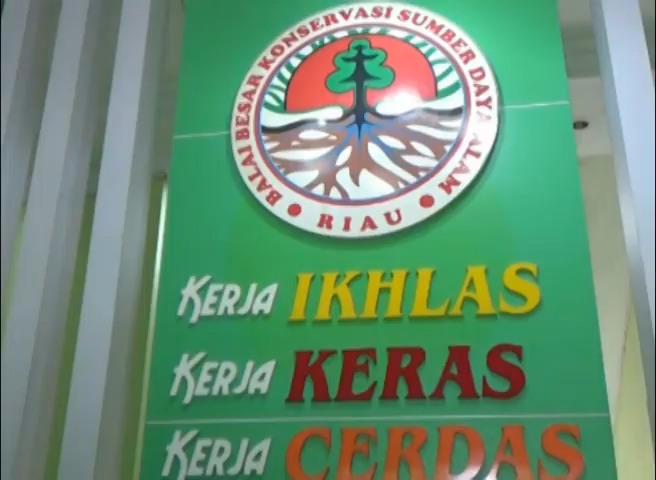 BALAI BESAR KONSERVASI SUMBER DAYA ALAM
RIAU
KERJA IKHLAS
KERJA KERAS
KERJA CERDAS